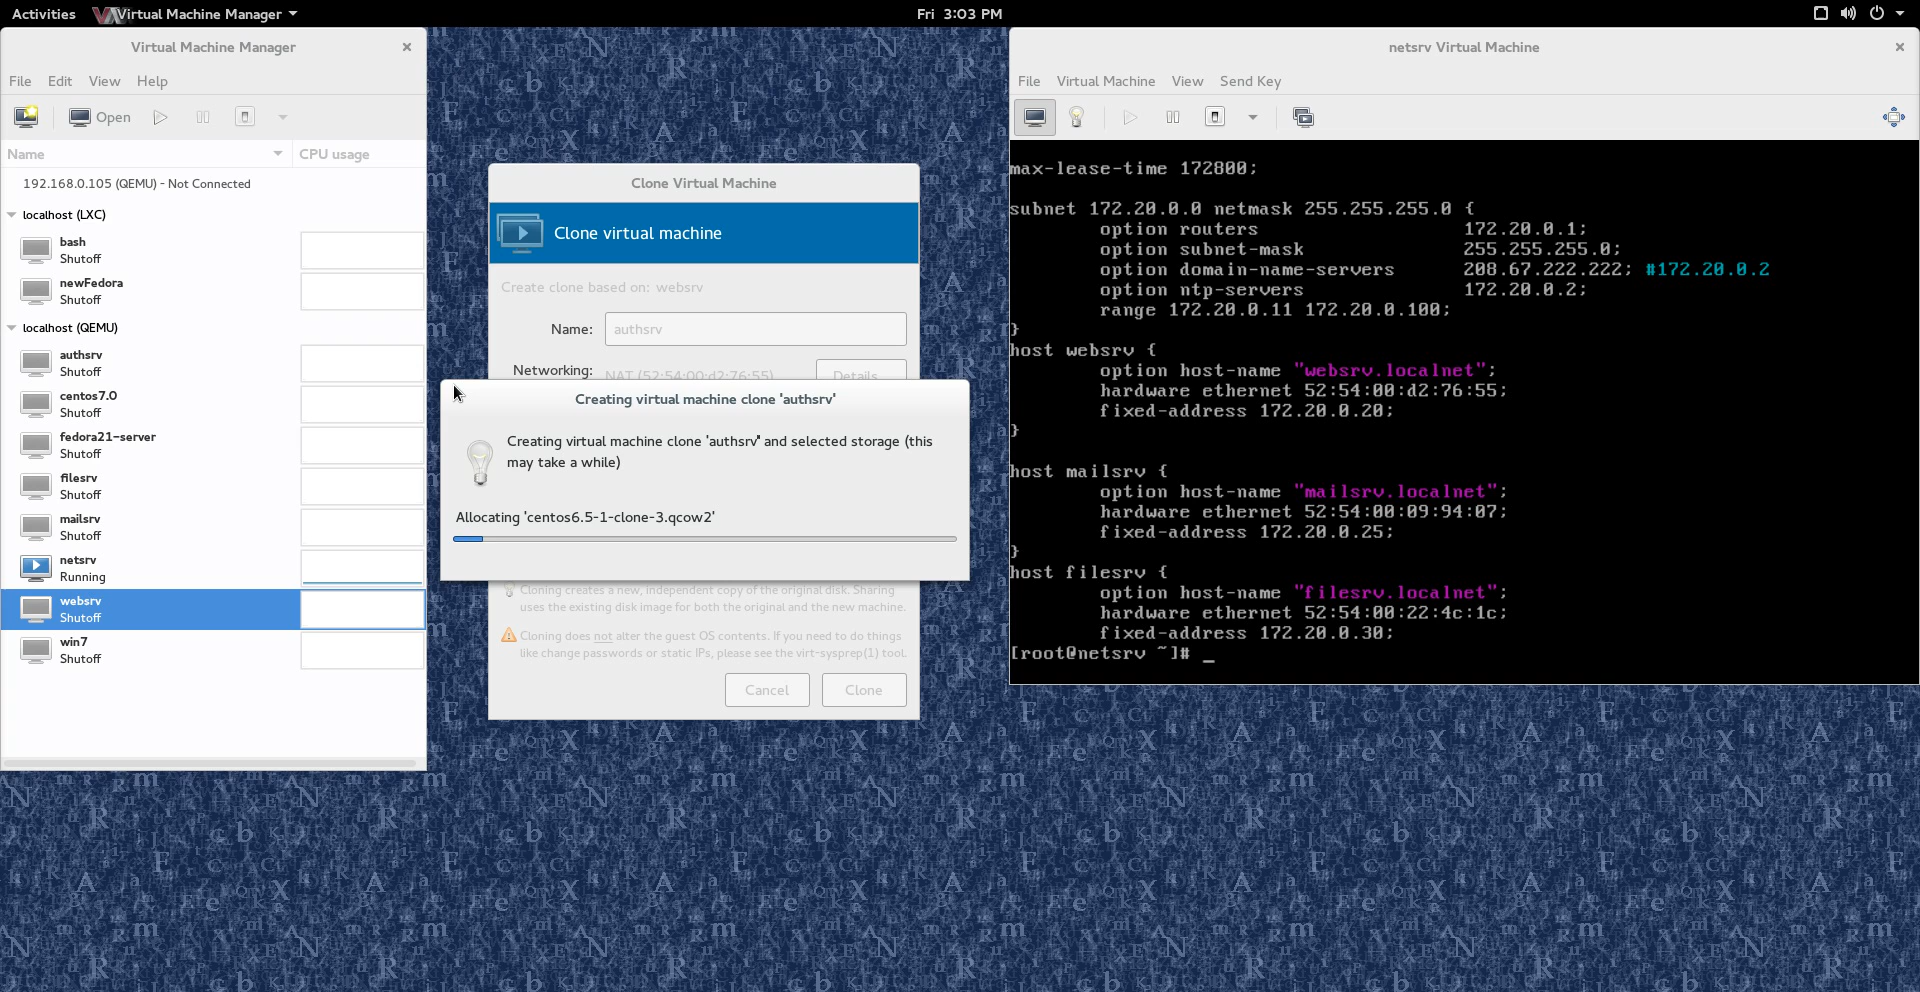 Activities Virtual Machine Manager Fri 3:03 PM
Virtual Machine Manager
File Edit View Help
Open
Name CPU usage
192.168.0.105 (QEMU) - Not Connected
localhost (LXC)
bash
Shutoff
newFedora
Shutoff
localhost (QEMU)
authsrv
Shutoff
centos7.0
Shutoff
fedora21-server
Shutoff
filesrv
Shutoff
mailsrv
Shutoff
netsrv
Running
websrv
Shutoff
win7
Shutoff
Clone Virtual Machine
Clone virtual machine
Create clone based on: websrv
Name: authsrv
Networking: NAT (52:54:00:d2:76:55) Details...
Creating virtual machine clone 'authsrv'
Creating virtual machine clone 'authsrv' and selected storage (this
may take a while)
Allocating 'centos6.5-1-clone-3.qcow2'
Cloning creates a new, independent copy of the original disk. Sharing
uses the existing disk image for both the original and the new machine.
Cloning does not alter the guest OS contents. If you need to do things
like change passwords or static IPs, please see the virt-sysprep(1) tool.
Cancel Clone
netsrv Virtual Machine
File Virtual Machine View Send Key
max-lease-time 172800;
subnet 172.20.0.0 netmask 255.255.255.0 {
option routers 172.20.0.1;
option subnet-mask 255.255.255.0;
option domain-name-servers 208.67.222.222; #172.20.0.2
option ntp-servers 172.20.0.2;
range 172.20.0.11 172.20.0.100;
}
host websrv {
option host-name "websrv.localnet";
hardware ethernet 52:54:00:d2:76:55;
fixed-address 172.20.0.20;
}
host mailsrv {
option host-name "mailsrv.localnet";
hardware ethernet 52:54:00:09:94:07;
fixed-address 172.20.0.25;
}
host filesrv {
option host-name "filesrv.localnet";
hardware ethernet 52:54:00:22:4c:1c;
fixed-address 172.20.0.30;
[root@netsrv ~]# _